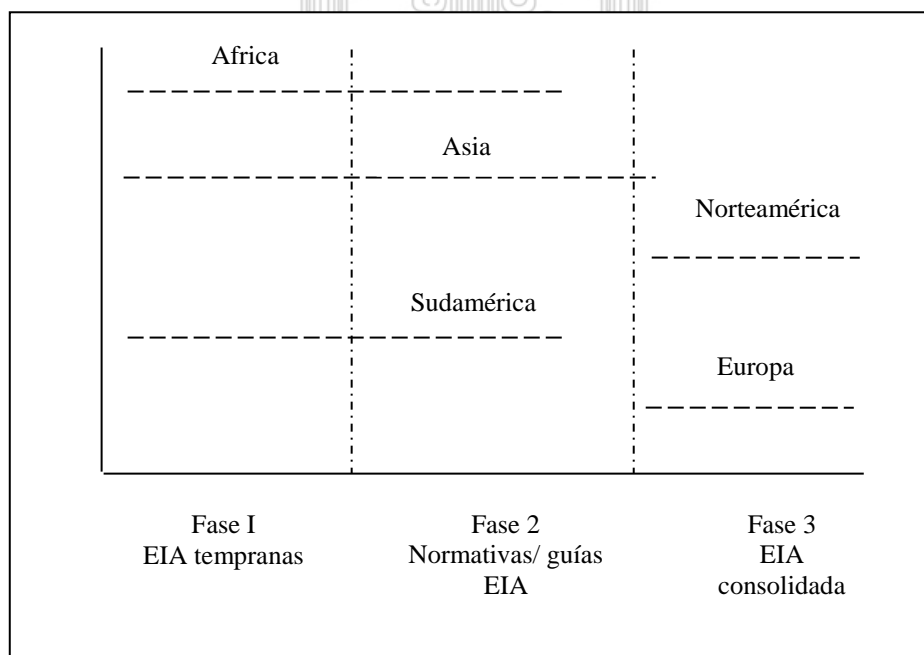 Africa
Asia
Norteamérica
Sudamérica
Europa
Fase I
EIA tempranas
Fase 2
Normativas/ guías
EIA
Fase 3
EIA
consolidada